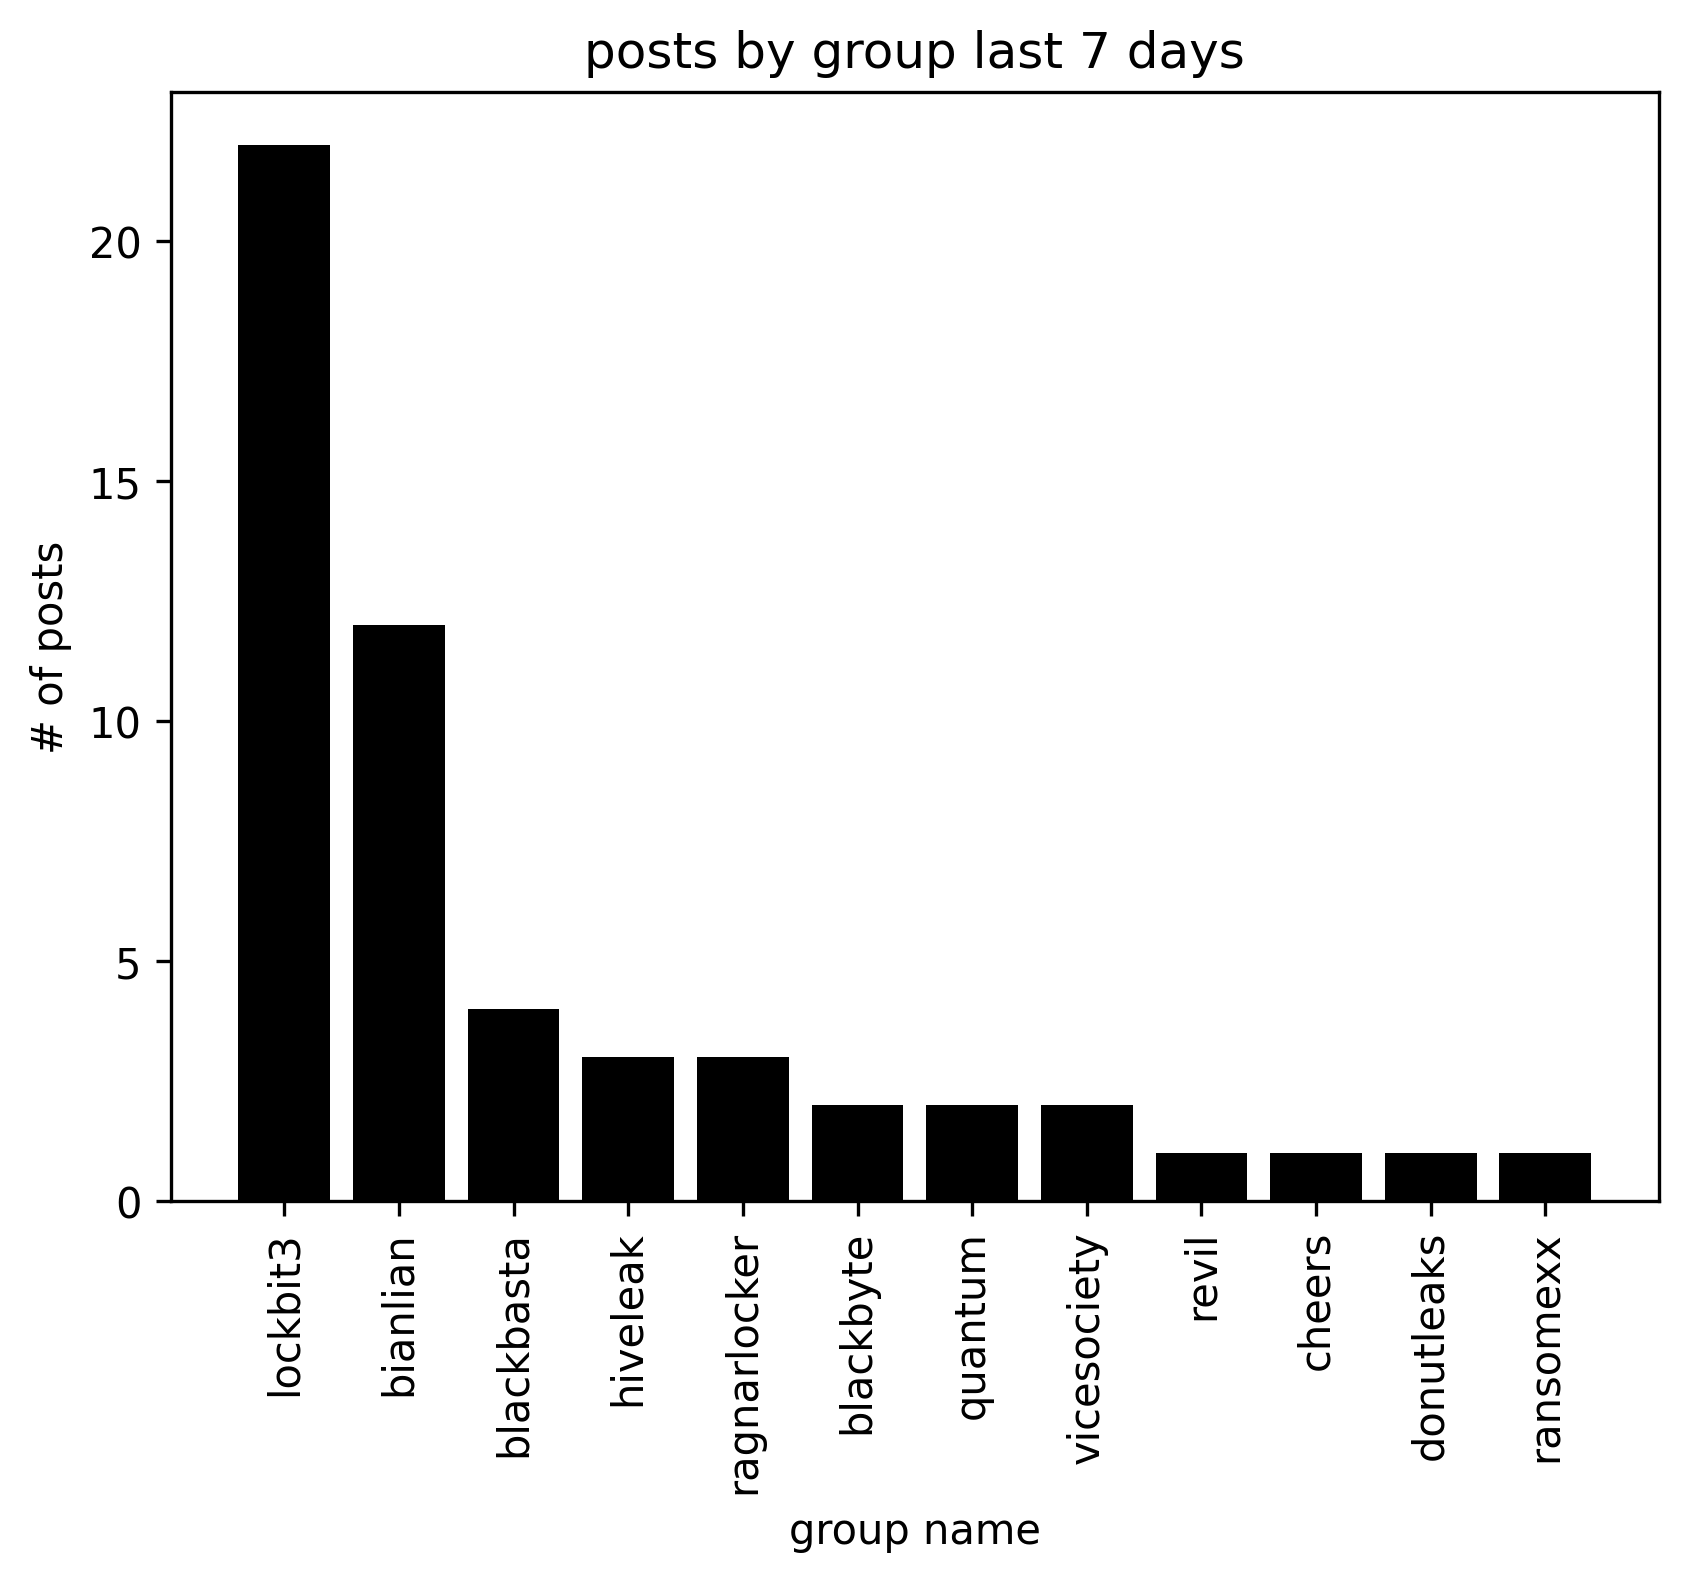 posts by group last 7 days
# of posts
20
15
10
5
0
lockbit3
bianlian
blackbasta
hiveleak
ragnarlocker
blackbyte
quantum
vicesociety
revil
cheers
donutleaks
ransomexx
group name